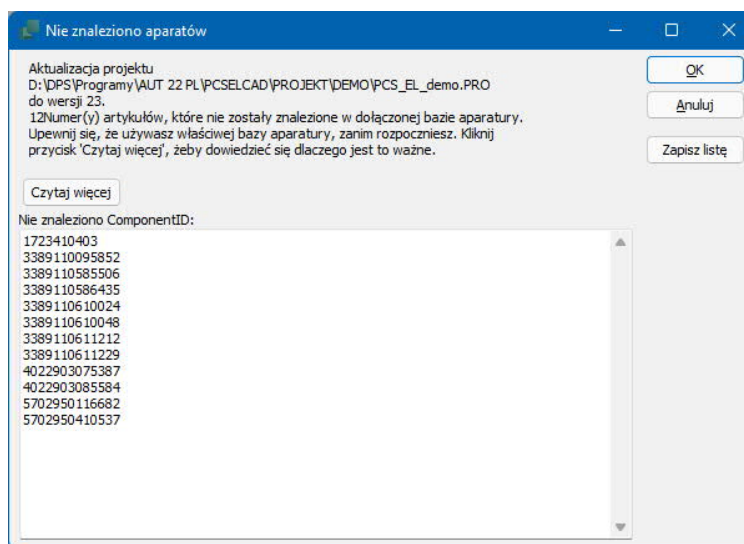 Nie znaleziono aparatów
Aktualizacja projektu
D:\DPS\Programy\AUT 22 PL\PCSELCAD\PROJEKT\DEMO\PCS_EL_demo.PRO
do wersji 23.
12Numer(y) artykułów, które nie zostały znalezione w dołączonej bazie aparatury.
Upewnij się, że używasz właściwej bazy aparatury, zanim rozpoczniesz. Kliknij
przycisk 'Czytaj więcej', żeby dowiedzieć się dlaczego jest to ważne.
OK
Anuluj
Zapisz listę
Czytaj więcej
Nie znaleziono ComponentID:
1723410403
3389110095852
3389110585506
3389110586435
3389110610024
3389110610048
3389110611212
3389110611229
4022903075387
4022903085584
5702950116682
5702950410537